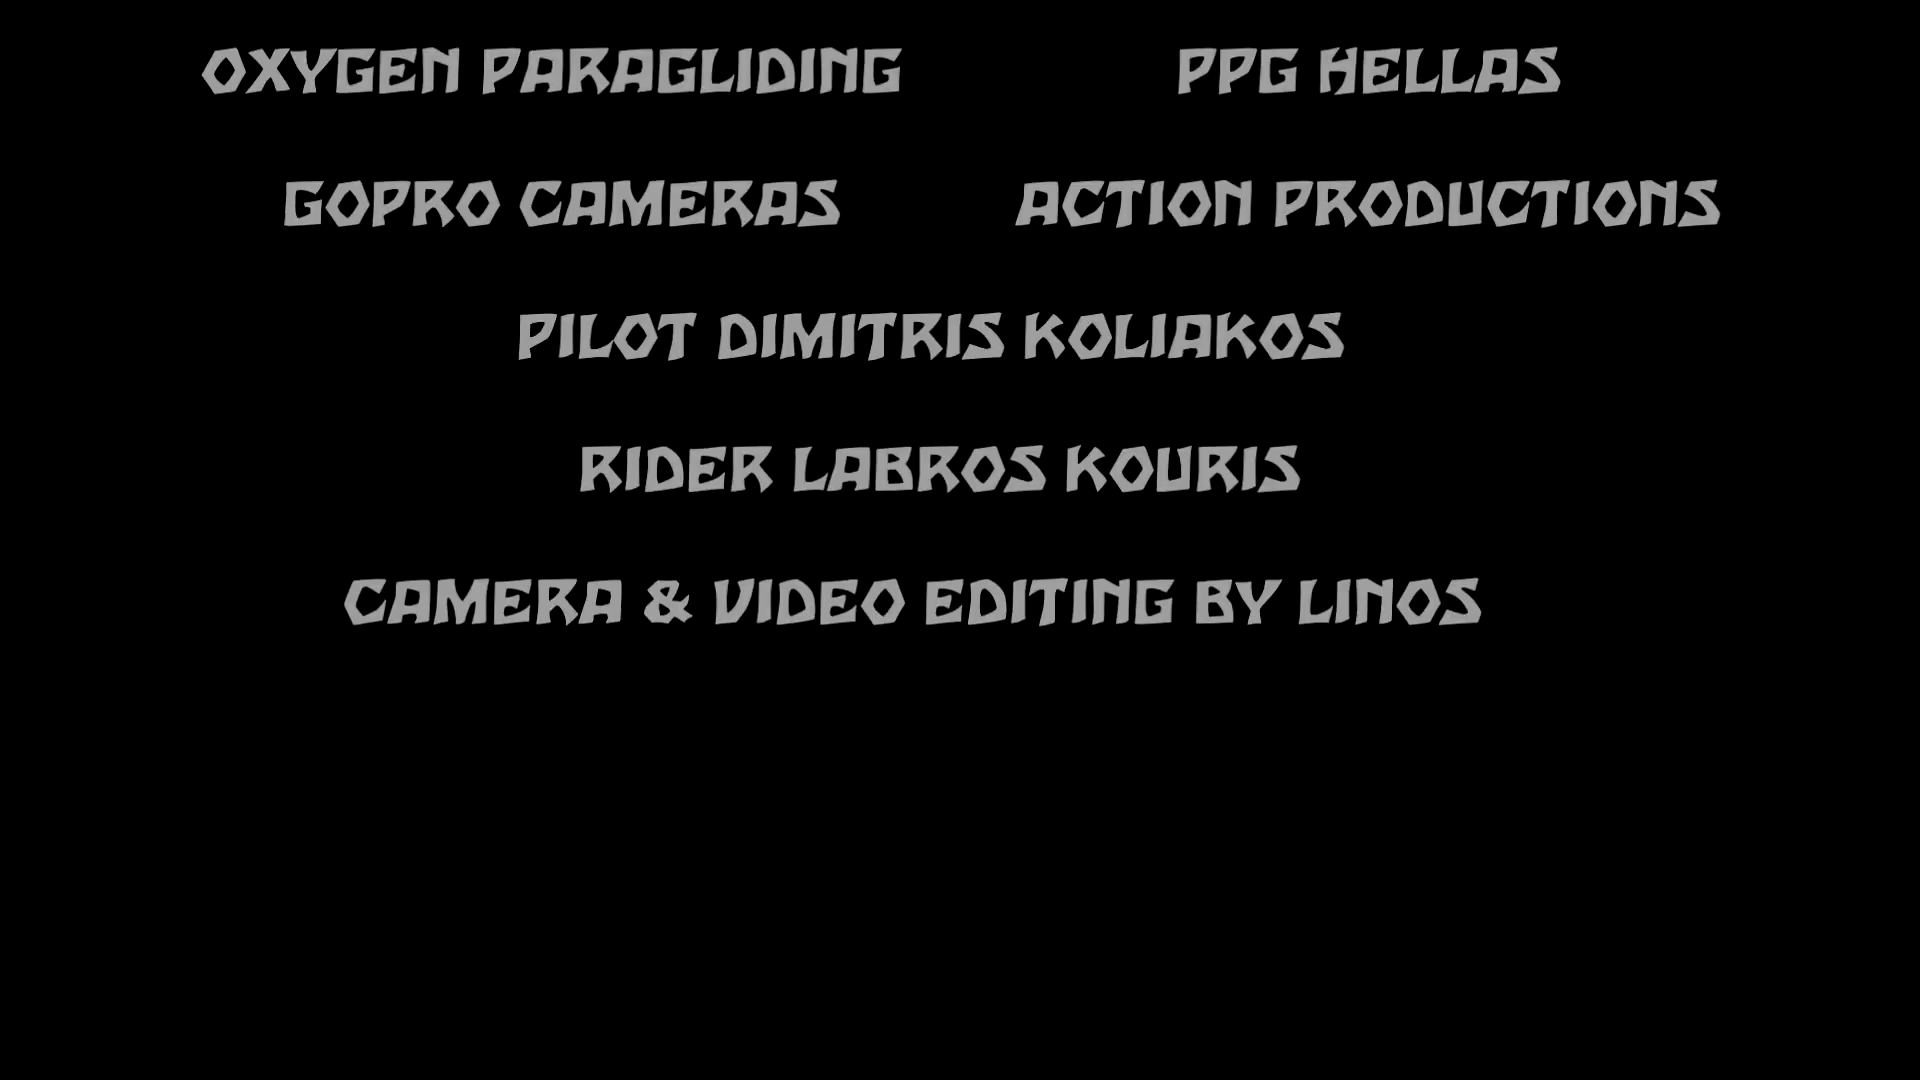 OXYGEN PARAGLIDING PPG HELLAS
GOPRO CAMERAS ACTION PRODUCTIONS
PILOT DIMITRIS KOLIAKOS
RIDER LABROS KOURIS
CAMERA & VIDEO EDITING BY LINOS